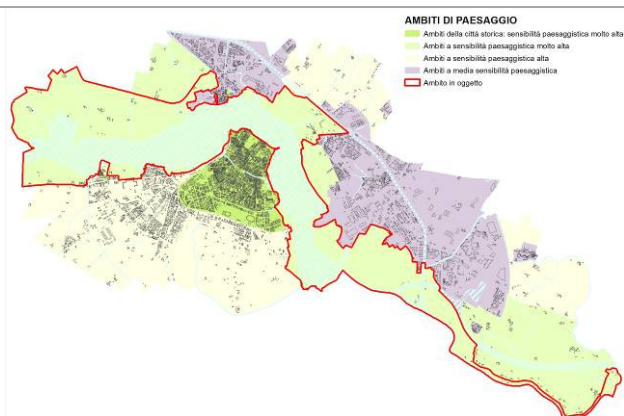 AMBITI DI PAESAGGIO
Ambiti della città storica: sensibilità paesaggistica molto alta
Ambiti a sensibilità paesaggistica molto alta
Ambiti a sensibilità paesaggistica alta
Ambiti a media sensibilità paesaggistica
Ambito in oggetto